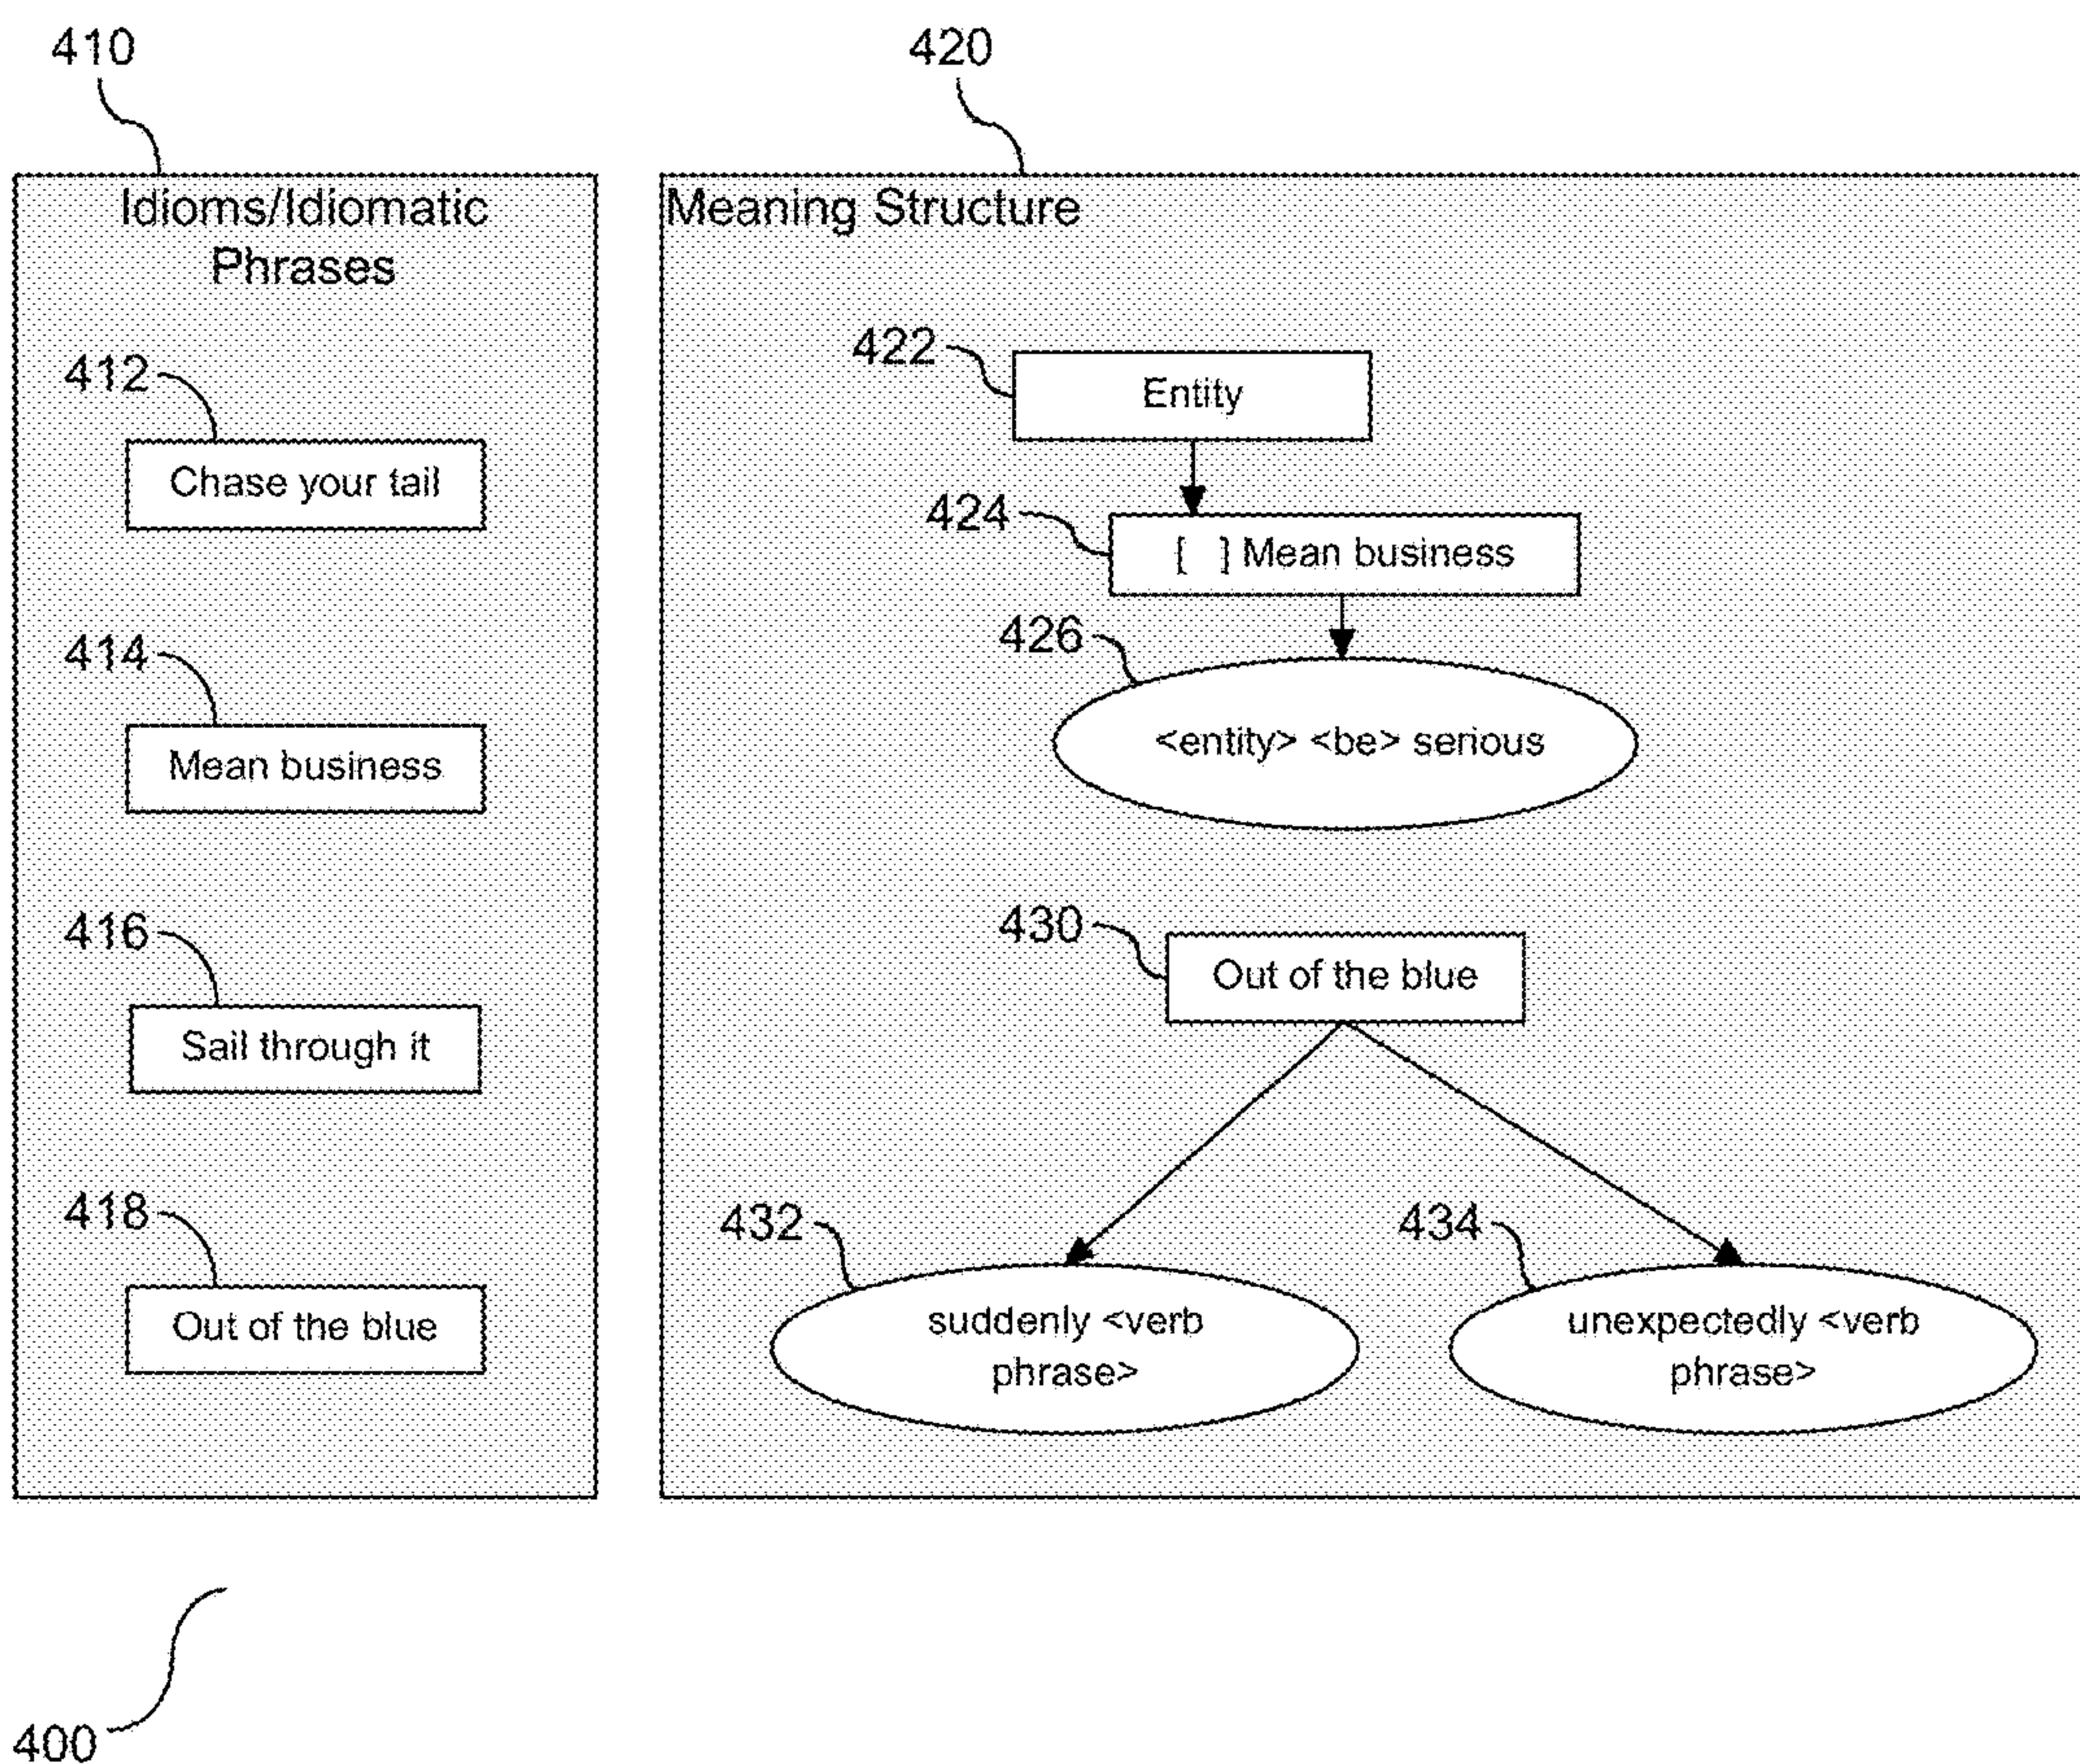 410
420
Idioms/Idiomatic
Phrases
412
Chase your tail
414
Mean business
416
Sail through it
418
Out of the blue
Meaning Structure
422
Entity
424
[ ] Mean business
426
<entity> <be> serious
430
Out of the blue
432
suddenly <verb
phrase>
434
unexpectedly <verb
phrase>
400